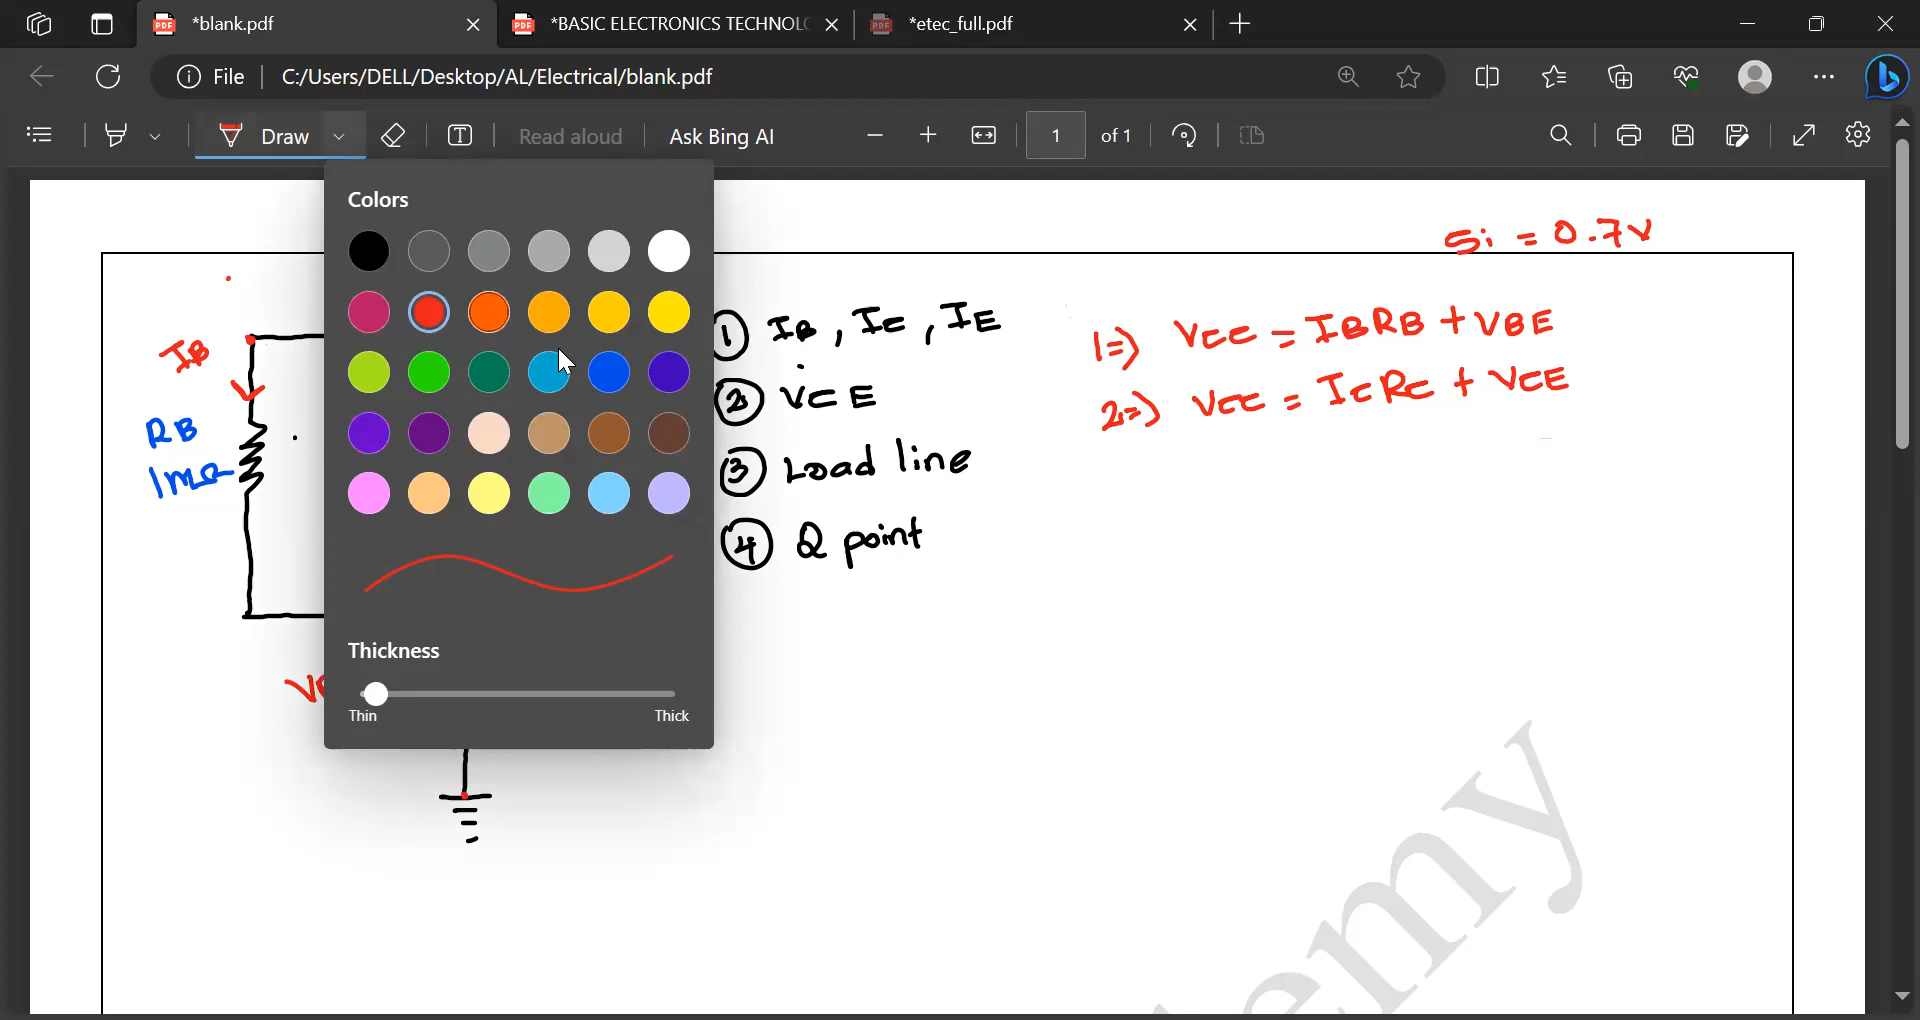 *blank.pdf
*BASIC ELECTRONICS TECHNOLO
*etec_full.pdf
File
C:/Users/DELL/Desktop/AL/Electrical/blank.pdf
Draw
Read aloud
Ask Bing AI
1
of 1
Colors
Thickness
Thin
Thick
Si = 0.7V
IB
RB
1MΩ
① IB, IC, IE
② VCE
③ Load line
④ Q point
1⇒) VCC = IBRB + VBE
2⇒) VCC = ICRC + VCE
emy